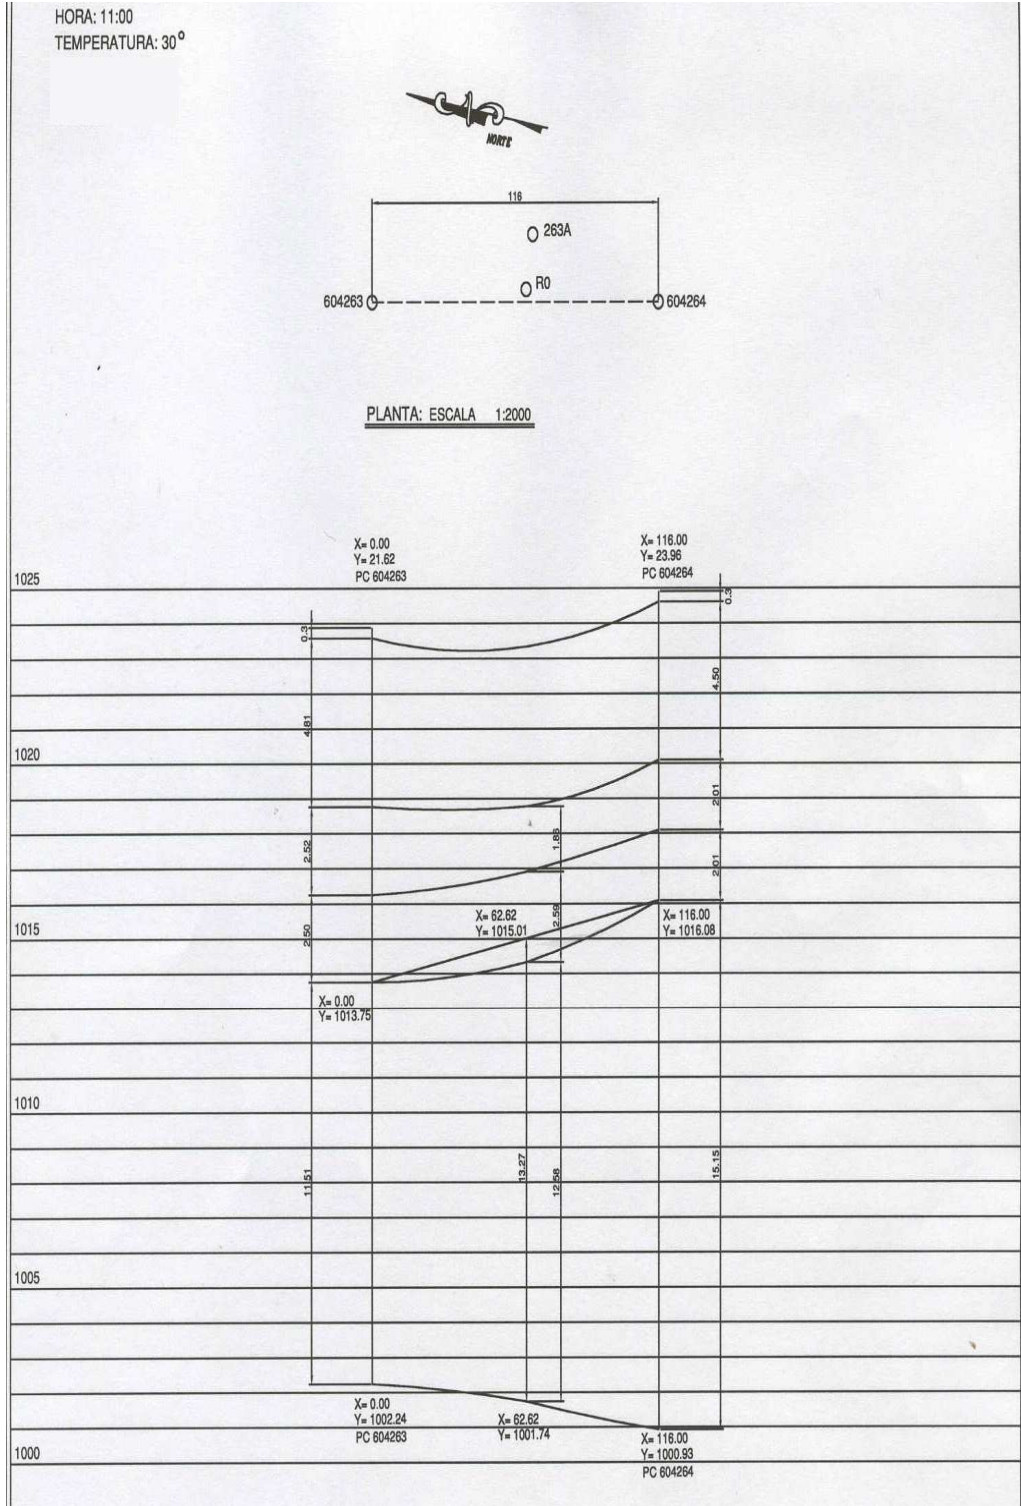 HORA: 11:00
TEMPERATURA: 30°
NORTE
116
263A
R0
604263
604264
PLANTA: ESCALA 1:2000
X= 0.00
Y= 21.62
PC 604263
X= 116.00
Y= 23.96
PC 604264
1025
0.3
0.3
4.50
4.81
1020
2.01
1.86
2.52
2.01
2.59
X= 62.62
Y= 1015.01
X= 116.00
Y= 1016.08
1015
2.50
X= 0.00
Y= 1013.75
1010
11.51
13.27
12.58
15.15
1005
X= 0.00
Y= 1002.24
PC 604263
X= 62.62
Y= 1001.74
X= 116.00
Y= 1000.93
PC 604264
1000